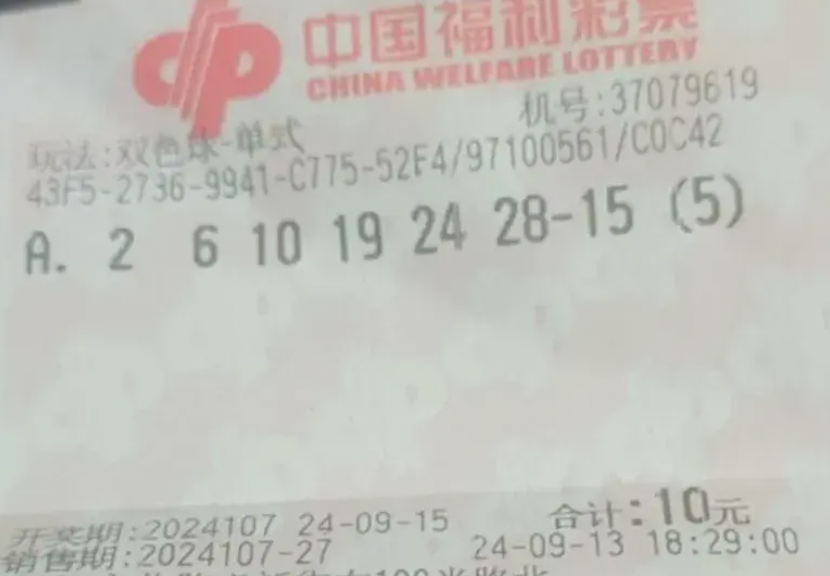 中国福利彩票
CHINA WELFARE LOTTERY
机号:37079619
玩法:双色球-单式
43F5-2736-9941-C775-52F4/97100561/C0C42
A. 2 6 10 19 24 28-15 (5)
开奖期:2024107 24-09-15 合计:10元
销售期:2024107-27 24-09-13 18:29:00